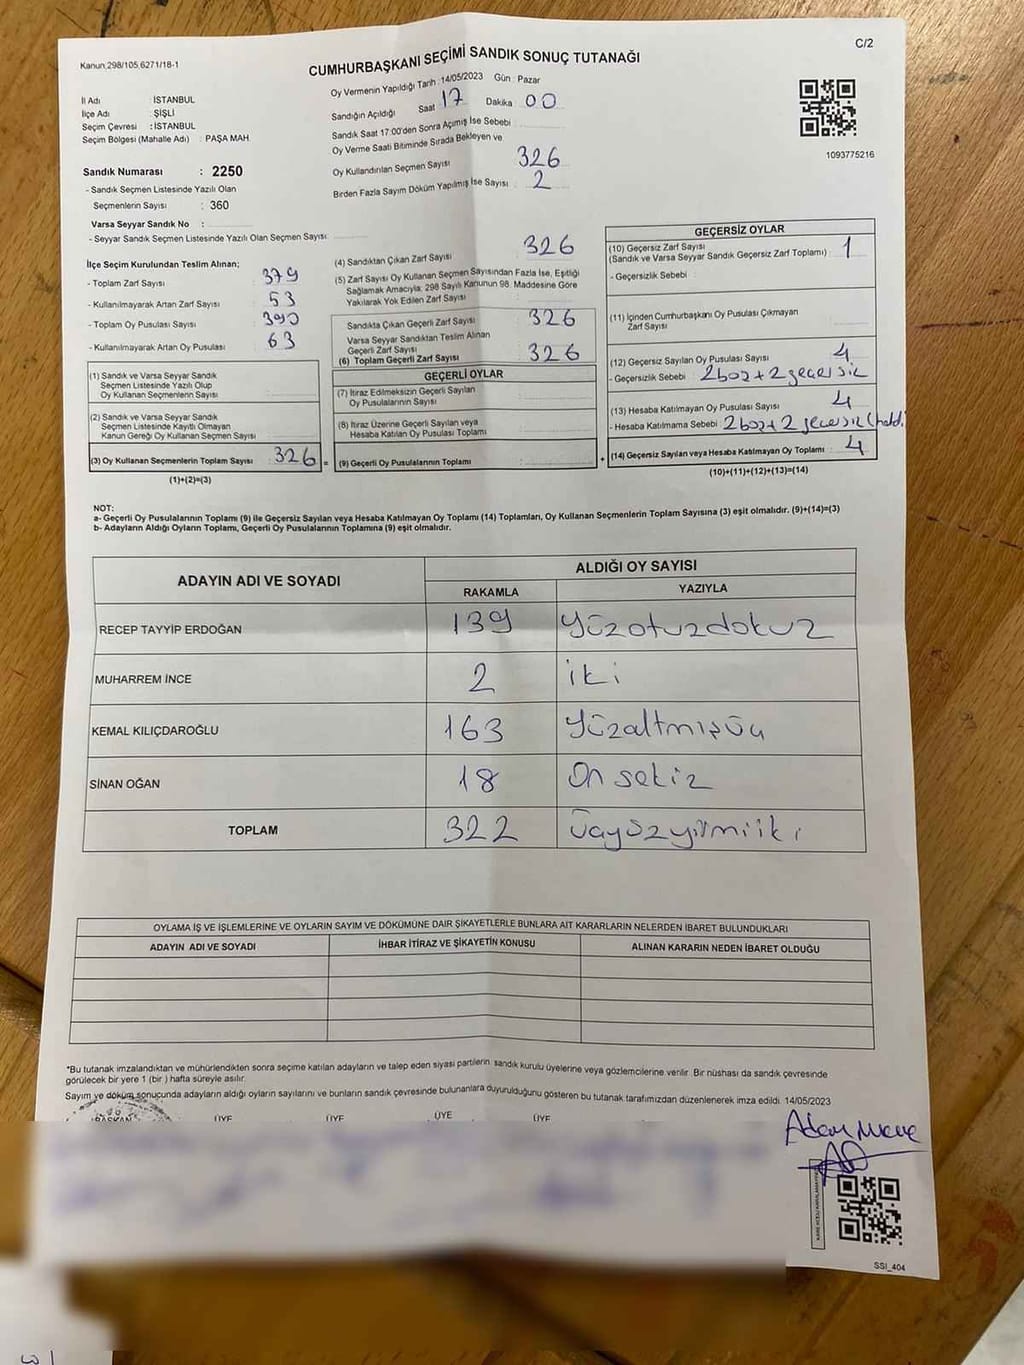 C/2
Kanun,298/105,6271/18-1
CUMHURBAŞKANI SEÇİMİ SANDIK SONUÇ TUTANAĞI
İl Adı : İSTANBUL
İlçe Adı : ŞİŞLİ
Seçim Çevresi : İSTANBUL
Seçim Bölgesi (Mahalle Adı) : PAŞA MAH.
Oy Vermenin Yapıldığı Tarih : 14/05/2023 Gün : Pazar
Sandığın Açıldığı Saat 17 Dakika 00
Sandık Saat 17:00'den Sonra Açımış İse Sebebi :
Oy Verme Saati Bitiminde Sırada Bekleyen ve
Oy Kullandırılan Seçmen Sayısı : 326
Birden Fazla Sayım Döküm Yapılmış İse Sayısı : 2
1093775216
Sandık Numarası : 2250
- Sandık Seçmen Listesinde Yazılı Olan
Seçmenlerin Sayısı : 360
Varsa Seyyar Sandık No :
- Seyyar Sandık Seçmen Listesinde Yazılı Olan Seçmen Sayısı:
İlçe Seçim Kurulundan Teslim Alınan;
- Toplam Zarf Sayısı : 379
- Kullanılmayarak Artan Zarf Sayısı : 53
- Toplam Oy Pusulası Sayısı : 390
- Kullanılmayarak Artan Oy Pusulası : 63
(1) Sandık ve Varsa Seyyar Sandık
Seçmen Listesinde Yazılı Olup
Oy Kullanan Seçmenlerin Sayısı :
(2) Sandık ve Varsa Seyyar Sandık
Seçmen Listesinde Kayıtlı Olmayan
Kanun Gereği Oy Kullanan Seçmen Sayısı :
(3) Oy Kullanan Seçmenlerin Toplam Sayısı : 326
(1)+(2)=(3)
(4) Sandıktan Çıkan Zarf Sayısı : 326
(5) Zarf Sayısı Oy Kullanan Seçmen Sayısından Fazla İse, Eşitliği
Sağlamak Amacıyla; 298 Sayılı Kanunun 98. Maddesine Göre
Yakılarak Yok Edilen Zarf Sayısı :
Sandıkta Çıkan Geçerli Zarf Sayısı : 326
Varsa Seyyar Sandıktan Teslim Alınan
Geçerli Zarf Sayısı :
(6) Toplam Geçerli Zarf Sayısı : 326
GEÇERLİ OYLAR
(7) İtiraz Edilmeksizin Geçerli Sayılan
Oy Pusulalarının Sayısı :
(8) İtiraz Üzerine Geçerli Sayılan veya
Hesaba Katılan Oy Pusulası Toplamı :
= (9) Geçerli Oy Pusulalarının Toplamı :
GEÇERSİZ OYLAR
(10) Geçersiz Zarf Sayısı
(Sandık ve Varsa Seyyar Sandık Geçersiz Zarf Toplamı) : 1
- Geçersizlik Sebebi :
(11) İçinden Cumhurbaşkanı Oy Pusulası Çıkmayan
Zarf Sayısı :
(12) Geçersiz Sayılan Oy Pusulası Sayısı : 4
- Geçersizlik Sebebi : 2 boş + 2 geçersiz
(13) Hesaba Katılmayan Oy Pusulası Sayısı : 4
- Hesaba Katılmama Sebebi : 2 boş + 2 geçersiz
+ (14) Geçersiz Sayılan veya Hesaba Katılmayan Oy Toplamı : 4
(10)+(11)+(12)+(13)=(14)
NOT:
a- Geçerli Oy Pusulalarının Toplamı (9) ile Geçersiz Sayılan veya Hesaba Katılmayan Oy Toplamı (14) Toplamları, Oy Kullanan Seçmenlerin Toplam Sayısına (3) eşit olmalıdır. (9)+(14)=(3)
b- Adayların Aldığı Oyların Toplamı, Geçerli Oy Pusulalarının Toplamına (9) eşit olmalıdır.
ADAYIN ADI VE SOYADI ALDIĞI OY SAYISI
RAKAMLA YAZIYLA
RECEP TAYYİP ERDOĞAN 139 Yüzotuzdokuz
MUHARREM İNCE 2 iki
KEMAL KILIÇDAROĞLU 163 Yüzaltmışüç
SİNAN OĞAN 18 On sekiz
TOPLAM 322 üçyüzyirmiiki
OYLAMA İŞ VE İŞLEMLERİNE VE OYLARIN SAYIM VE DÖKÜMÜNE DAİR ŞİKAYETLERLE BUNLARA AİT KARARLARIN NELERDEN İBARET BULUNDUKLARI
ADAYIN ADI VE SOYADI İHBAR İTİRAZ VE ŞİKAYETİN KONUSU ALINAN KARARIN NEDEN İBARET OLDUĞU
*Bu tutanak imzalandıktan ve mühürlendikten sonra seçime katılan adayların ve talep eden siyasi partilerin sandık kurulu üyelerine veya gözlemcilerine verilir. Bir nüshası da sandık çevresinde
görülecek bir yere 1 (bir ) hafta süreyle asılır.
Sayım ve döküm sonucunda adayların aldığı oyların sayılarını ve bunların sandık çevresinde bulunanlara duyurulduğunu gösteren bu tutanak tarafımızdan düzenlenerek imza edildi. 14/05/2023
BAŞKAN ÜYE ÜYE ÜYE ÜYE
SSI_404